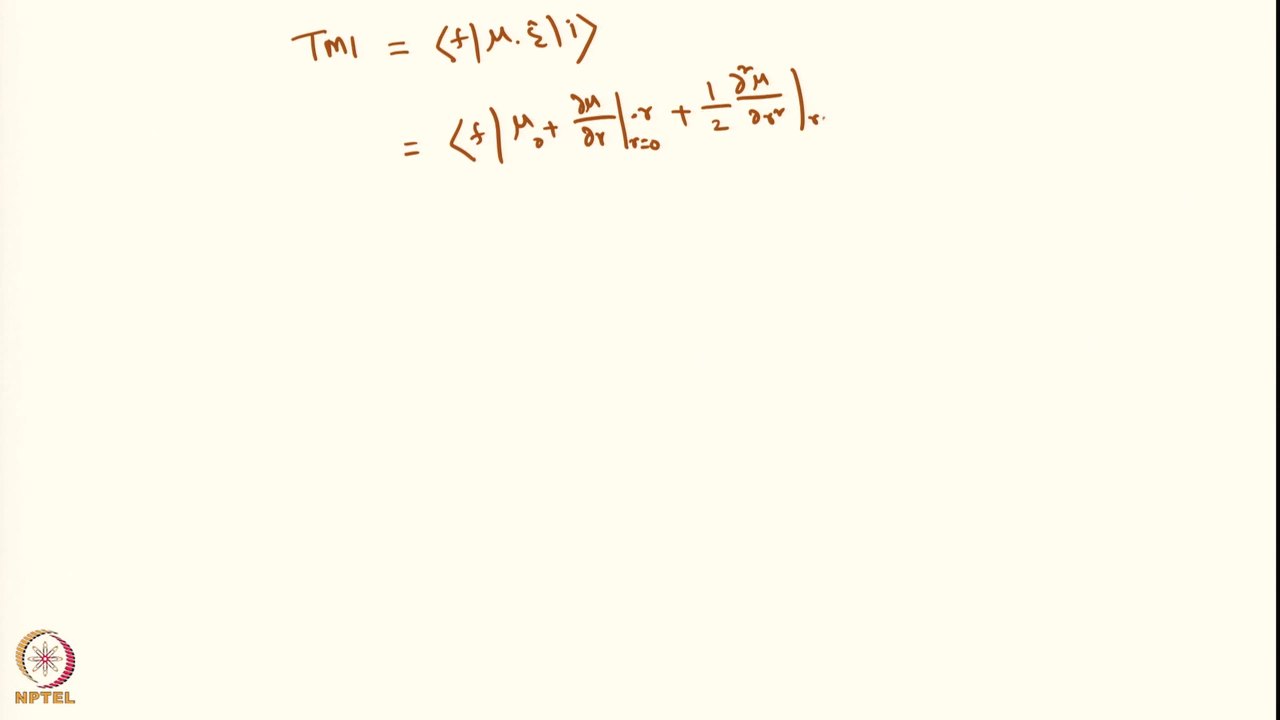 TMI = ⟨f|μ.ε̂|i⟩
= ⟨f|μ₀ + ∂μ/∂r|r=0 .r + 1/2 ∂²μ/∂r²|r.
NPTEL